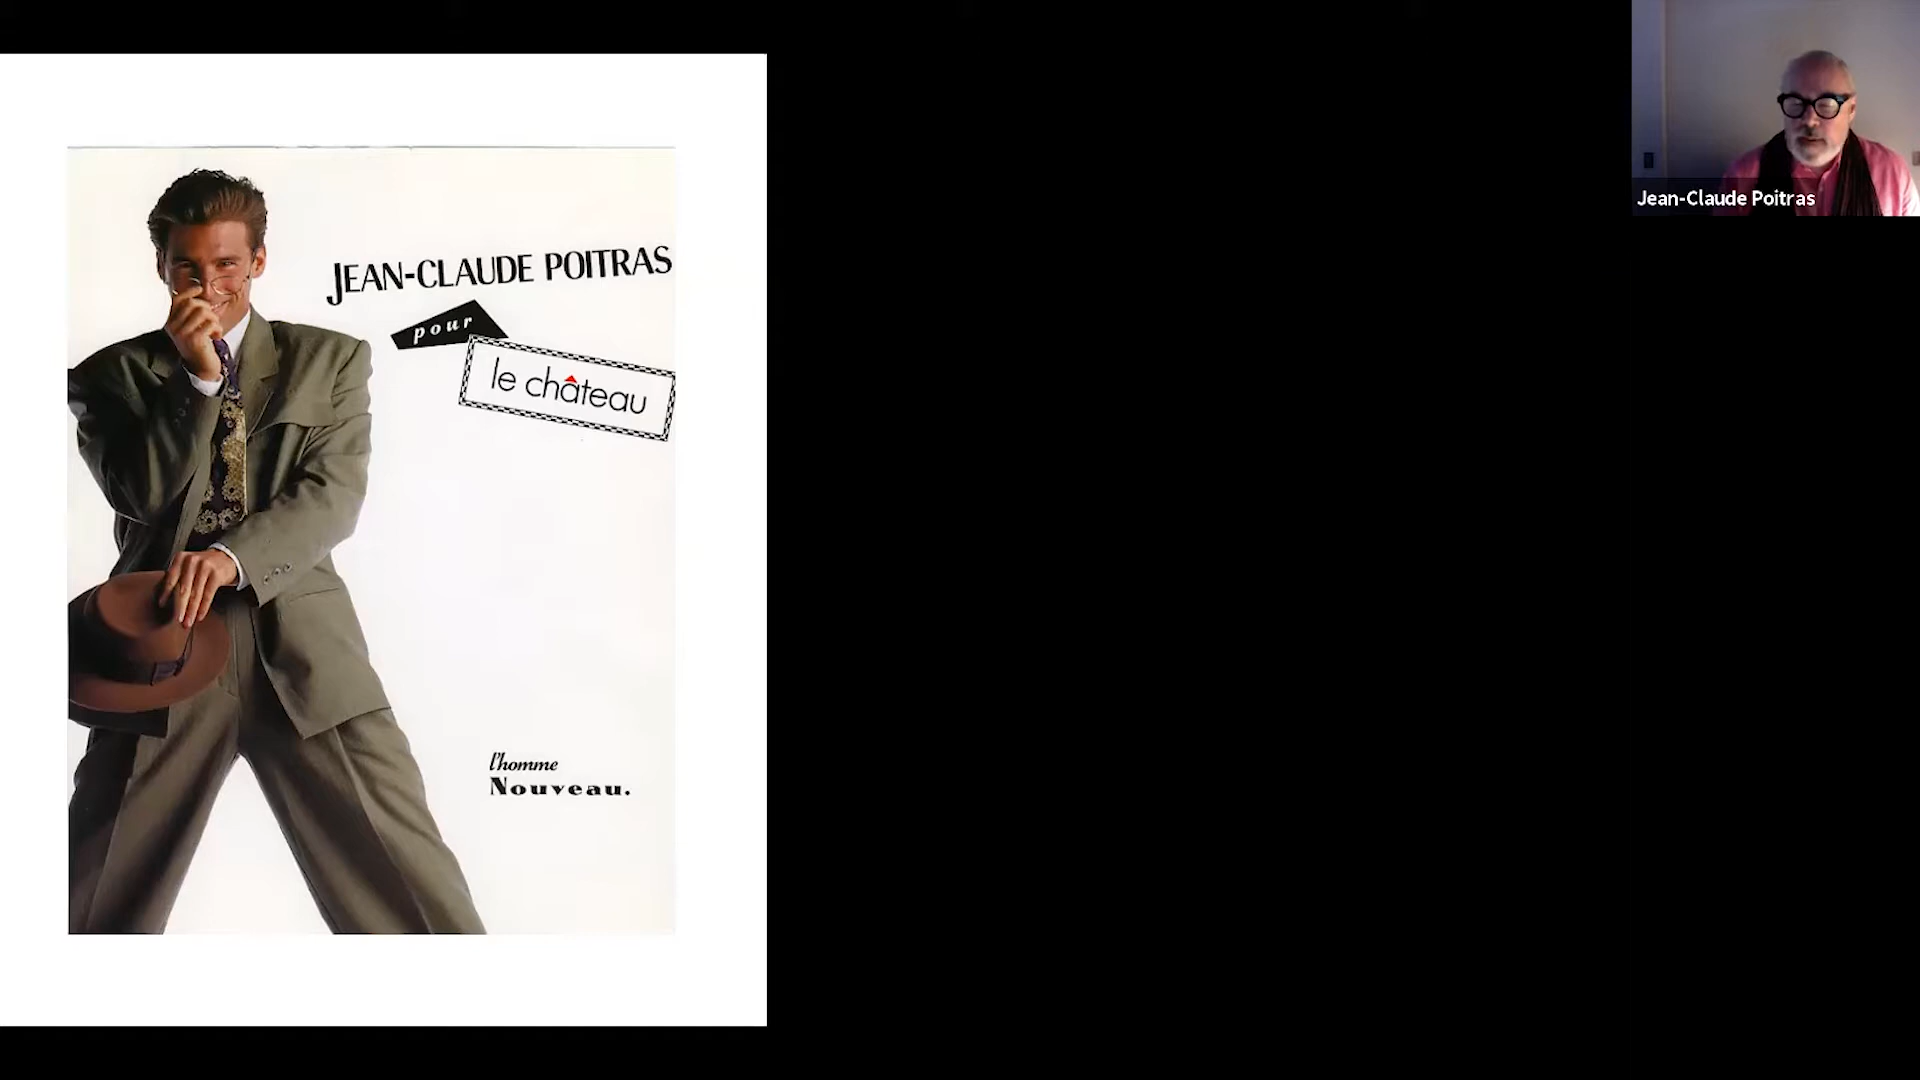 JEAN-CLAUDE POITRAS
pour
le château
l'homme
Nouveau.
Jean-Claude Poitras